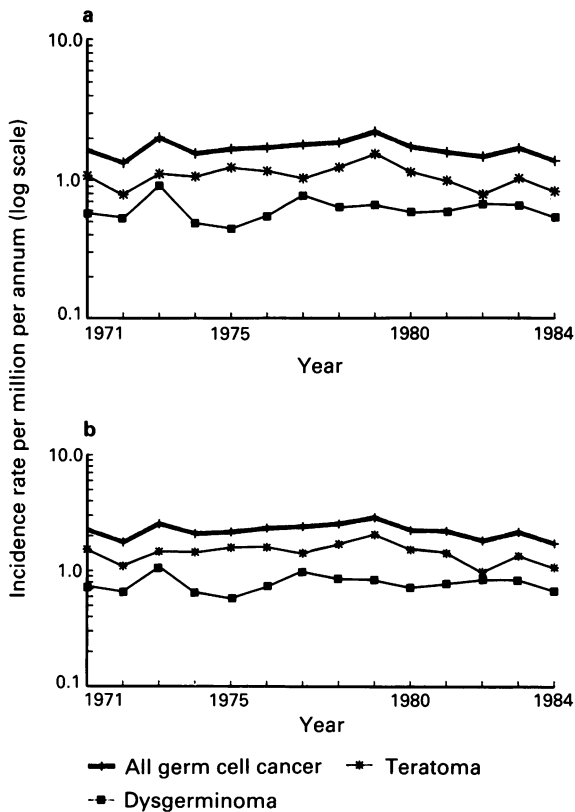 a
Incidence rate per million per annum (log scale)
10.0
1.0
0.1
1971 1975 1980 1984
Year
b
10.0
1.0
0.1
1971 1975 1980 1984
Year
All germ cell cancer Teratoma
Dysgerminoma